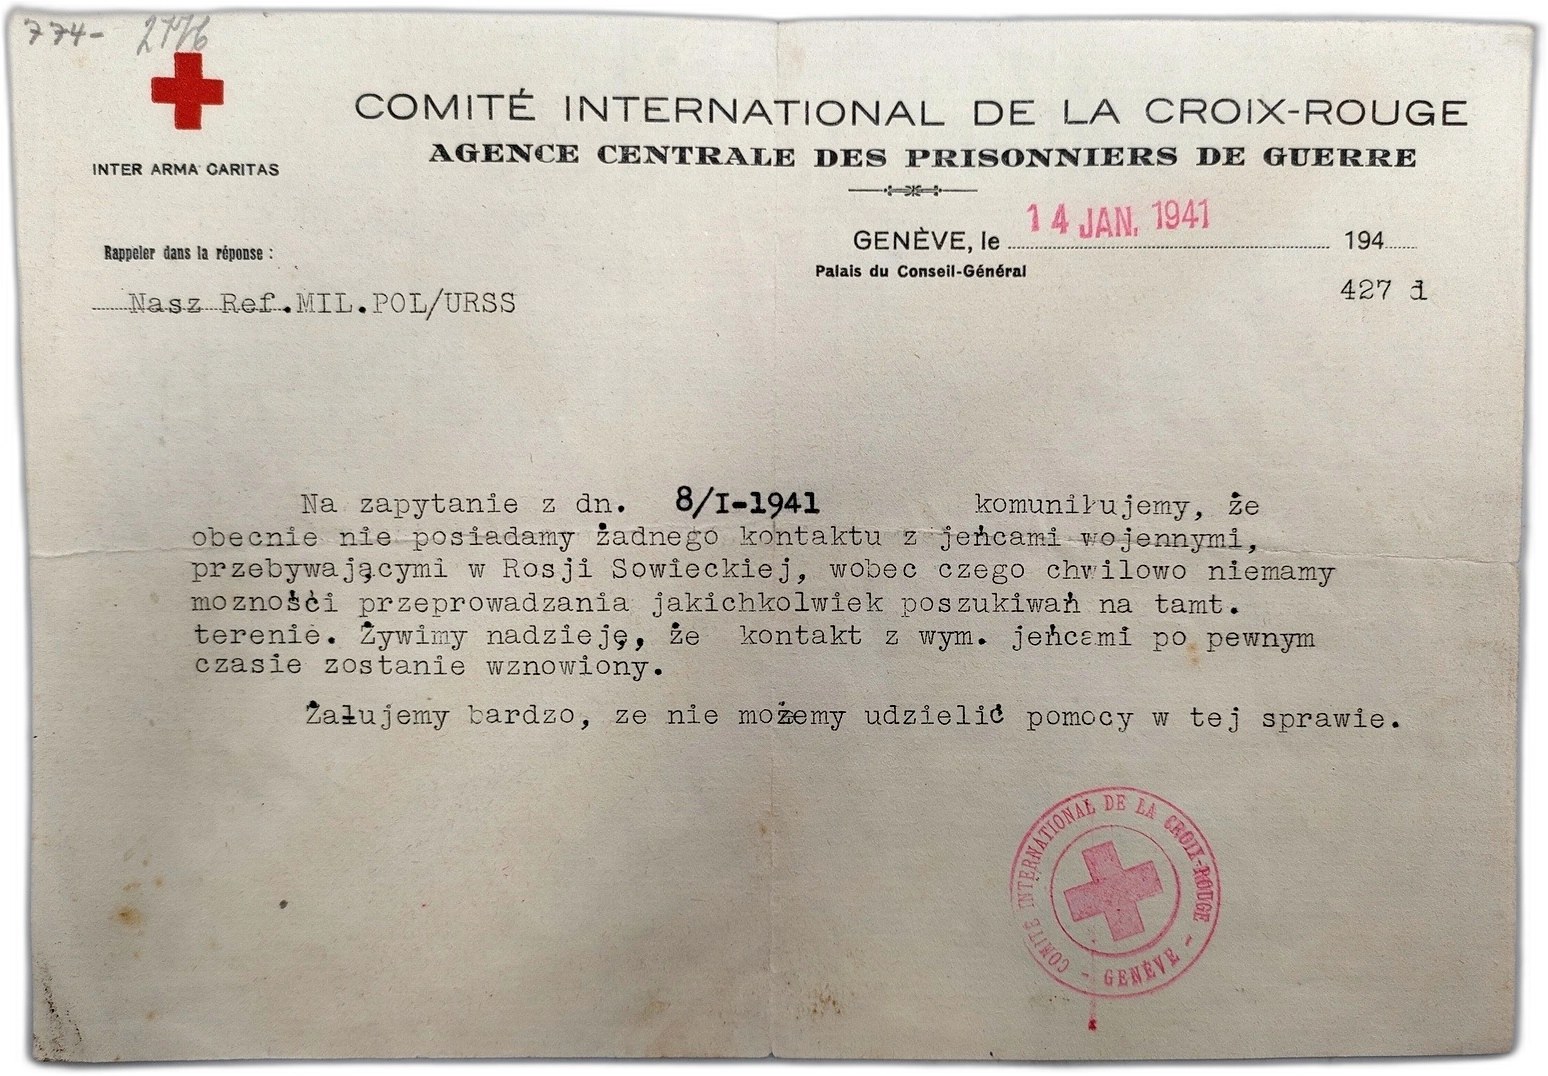 774- 2776
COMITÉ INTERNATIONAL DE LA CROIX-ROUGE
AGENCE CENTRALE DES PRISONNIERS DE GUERRE
INTER ARMA CARITAS
14 JAN. 1941
GENÈVE, le 194
Palais du Conseil-Général
Rappeler dans la réponse :
427 d
Nasz Ref.MIL.POL/URSS
Na zapytanie z dn. 8/I-1941 komuniłujemy, że
obecnie nie posiadamy żadnego kontaktu z jeńcami wojennymi,
przebywającymi w Rosji Sowieckiej, wobec czego chwilowo niemamy
moznośći przeprowadzania jakichkolwiek poszukiwań na tamt.
terenie. Żywimy nadzieję, że kontakt z wym. jeńcami po pewnym
czasie zostanie wznowiony.
Żałujemy bardzo, ze nie możemy udzielić pomocy w tej sprawie.
COMITÉ INTERNATIONAL DE LA CROIX-ROUGE
- GENÈVE -